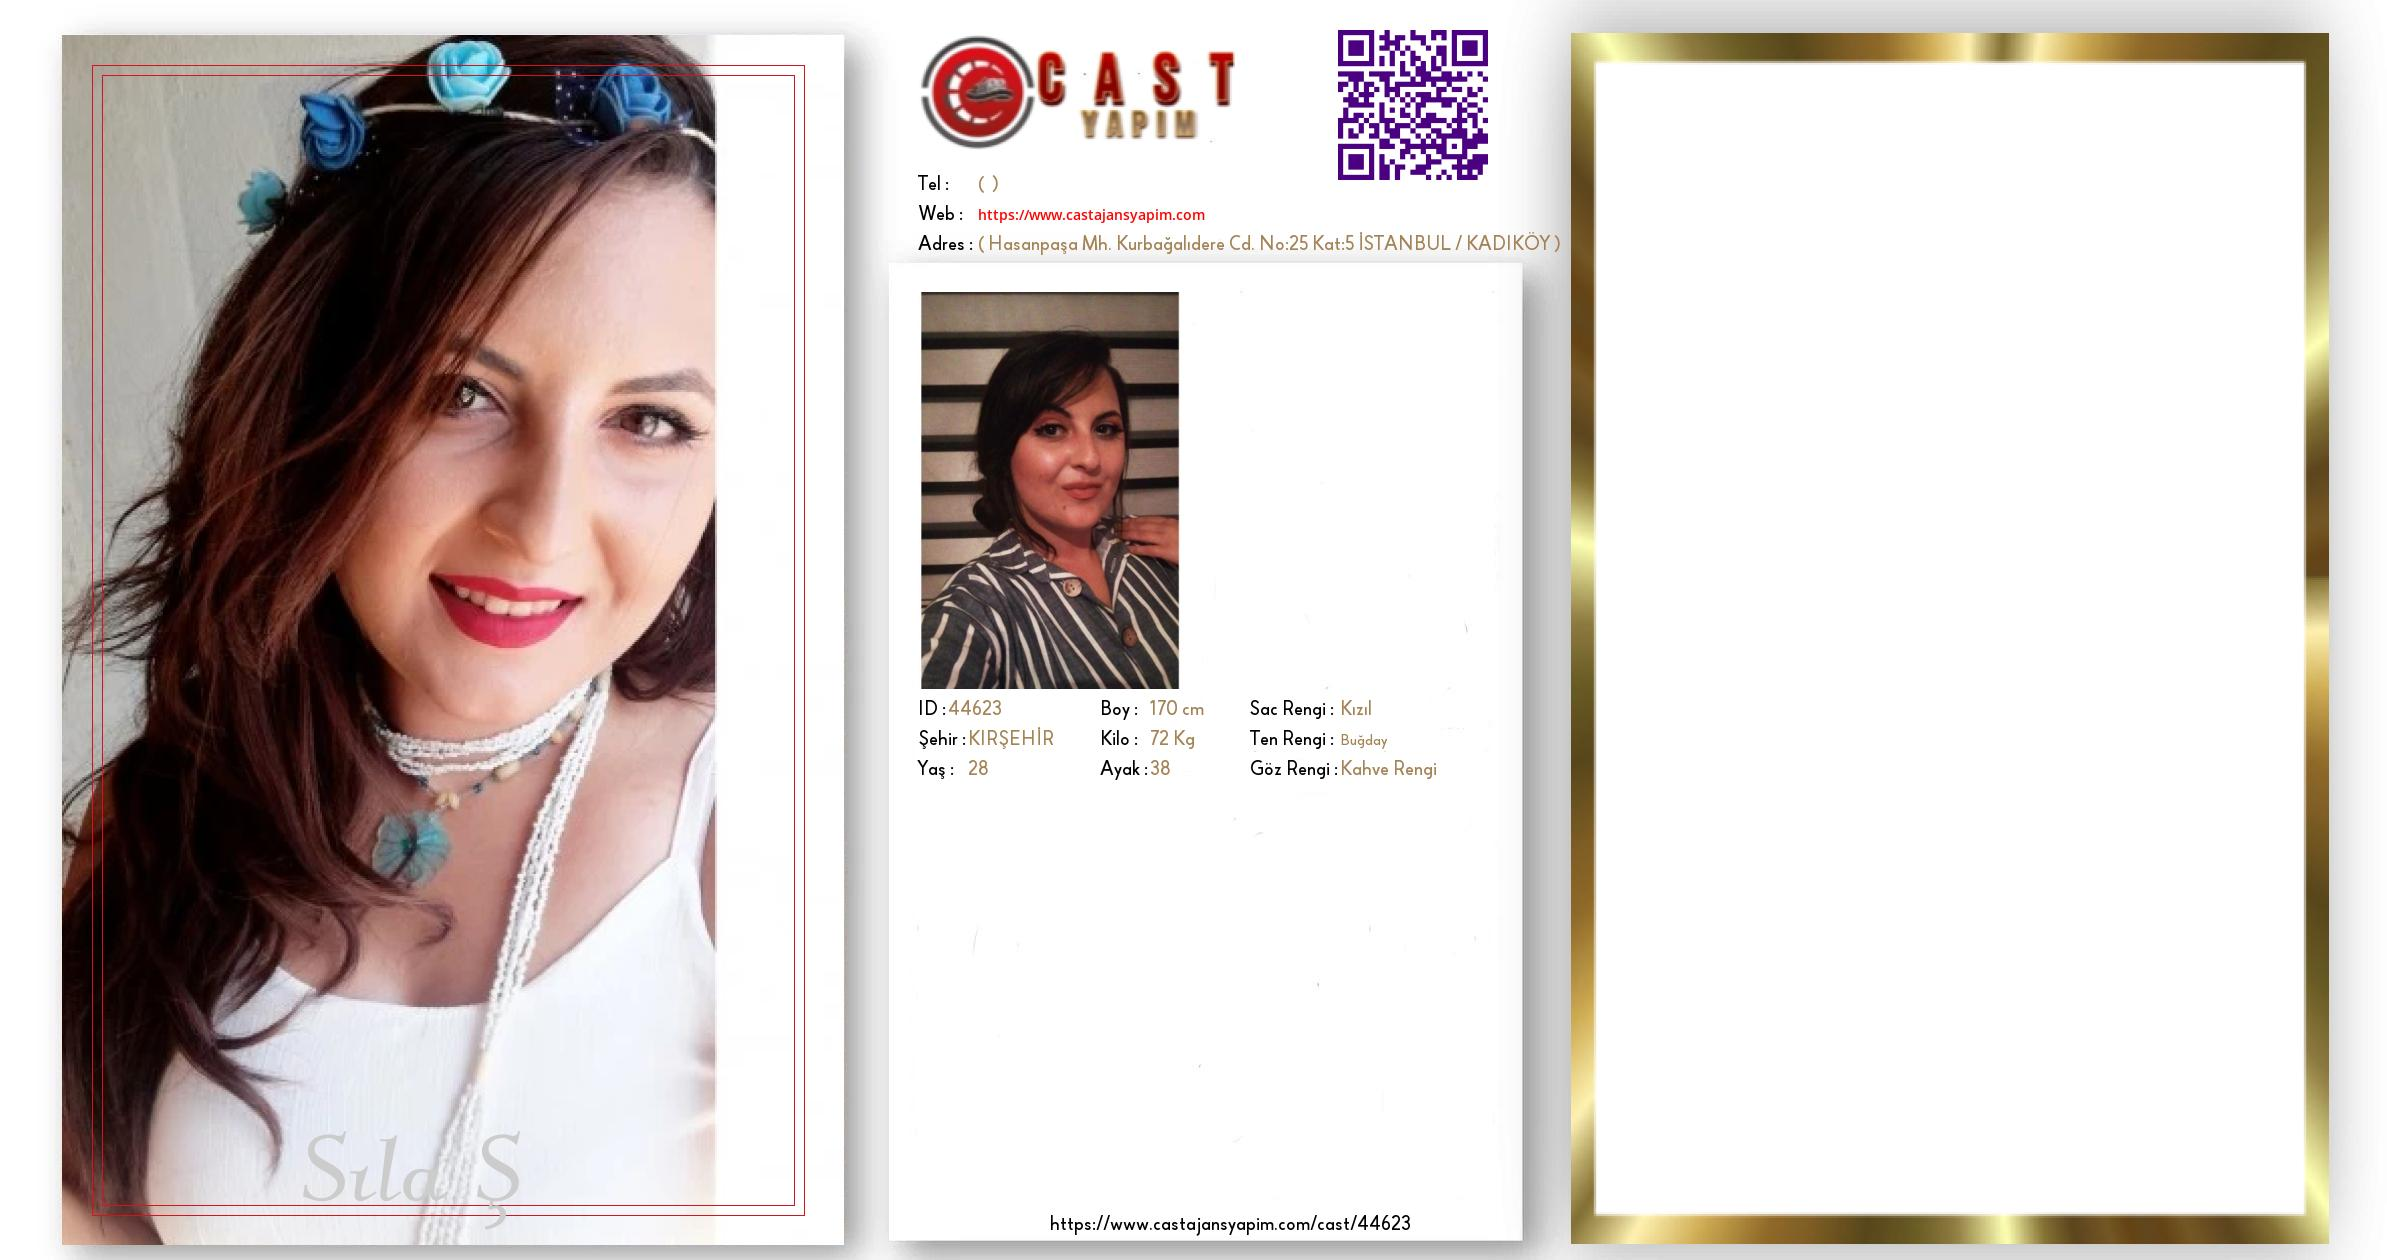 Sıla Ş
CAST
YAPIM
Tel : ( )
Web : https://www.castajansyapim.com
Adres : ( Hasanpaşa Mh. Kurbağalıdere Cd. No:25 Kat:5 İSTANBUL / KADIKÖY )
ID : 44623 Boy : 170 cm Sac Rengi : Kızıl
Şehir : KIRŞEHİR Kilo : 72 Kg Ten Rengi : Buğday
Yaş : 28 Ayak : 38 Göz Rengi : Kahve Rengi
https://www.castajansyapim.com/cast/44623